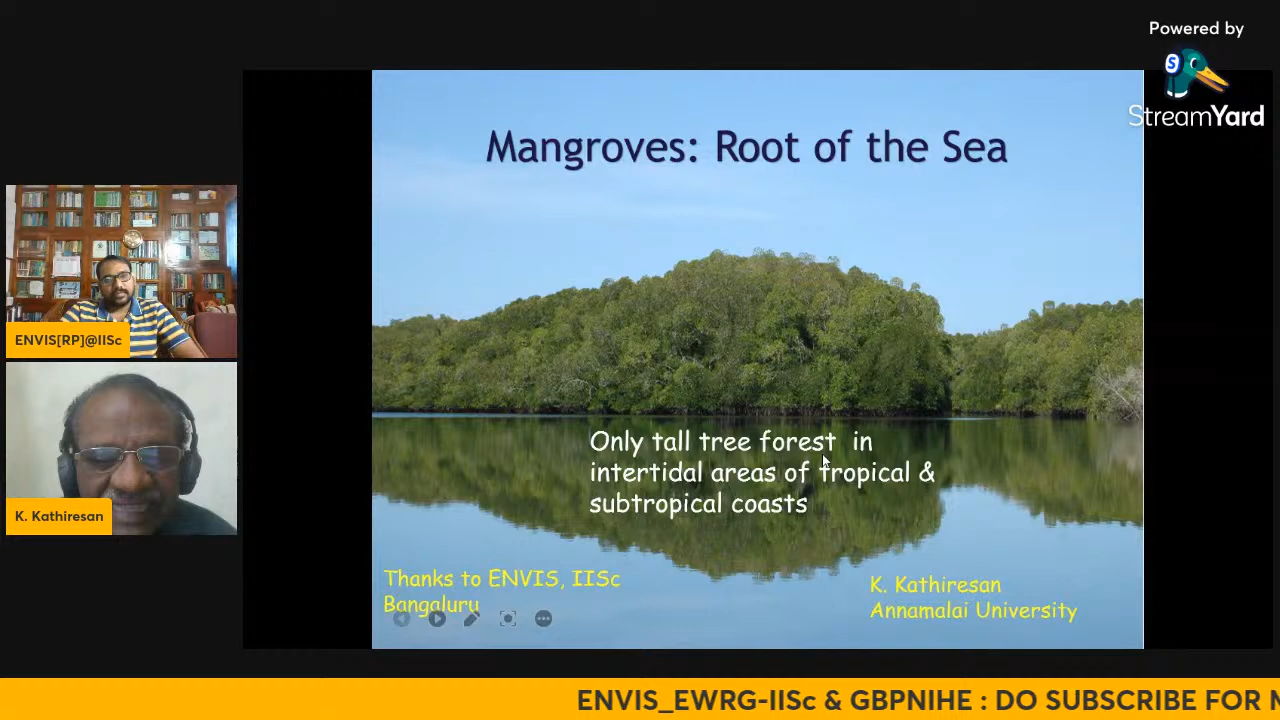 Powered by
StreamYard
Mangroves: Root of the Sea
ENVIS[RP]@IISc
K. Kathiresan
Only tall tree forest in
intertidal areas of tropical &
subtropical coasts
Thanks to ENVIS, IISc
Bangaluru
K. Kathiresan
Annamalai University
ENVIS_EWRG-IISc & GBPNIHE : DO SUBSCRIBE FOR